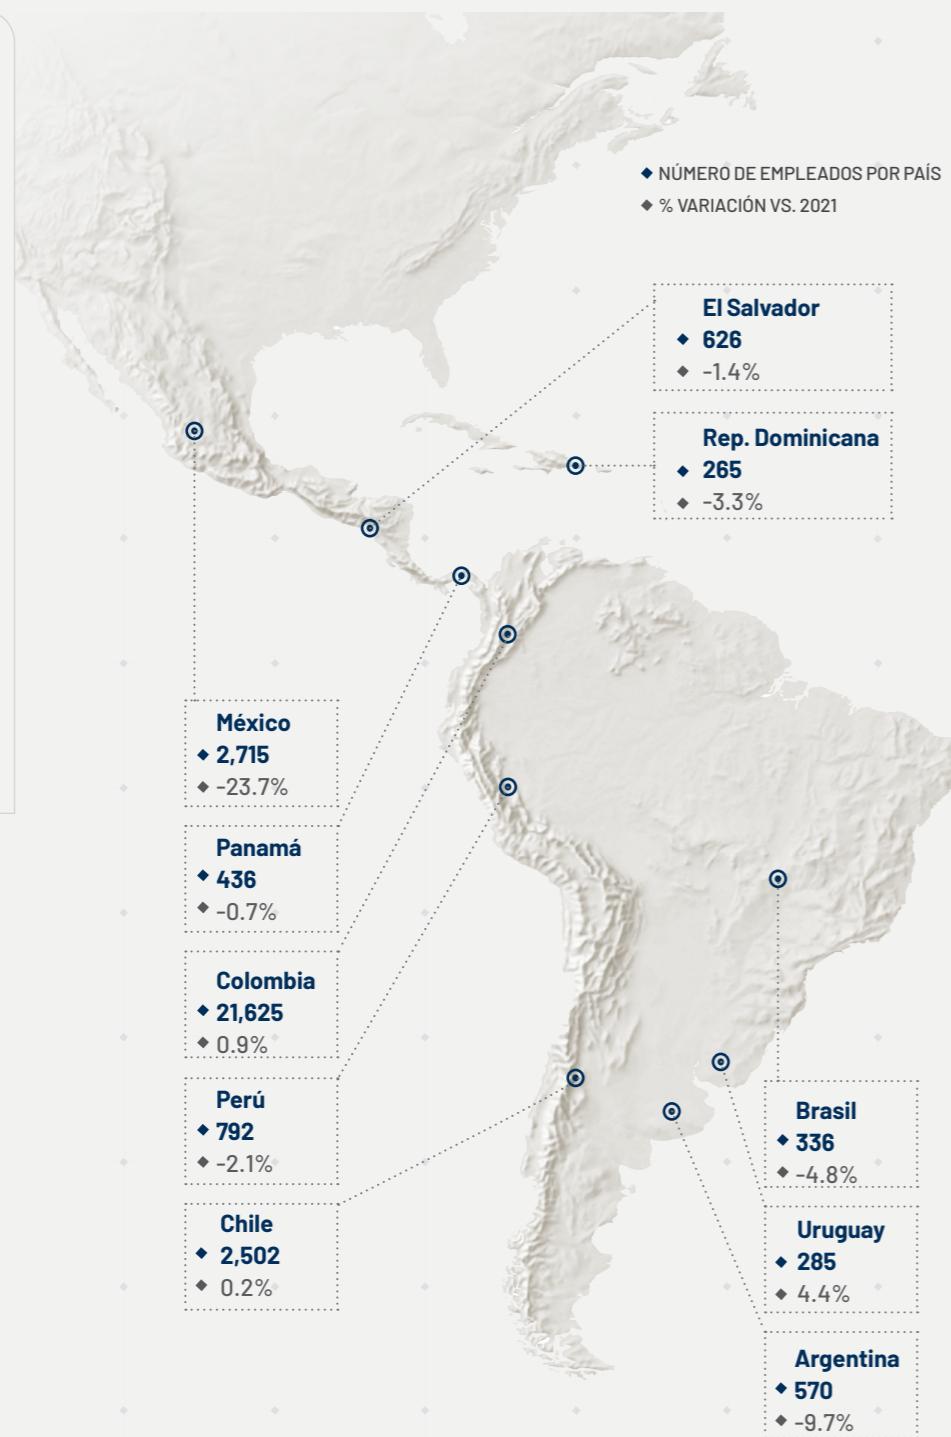 NÚMERO DE EMPLEADOS POR PAÍS
% VARIACIÓN VS. 2021
El Salvador
626
-1.4%
Rep. Dominicana
265
-3.3%
México
2,715
-23.7%
Panamá
436
-0.7%
Colombia
21,625
0.9%
Perú
792
-2.1%
Chile
2,502
0.2%
Brasil
336
-4.8%
Uruguay
285
4.4%
Argentina
570
-9.7%